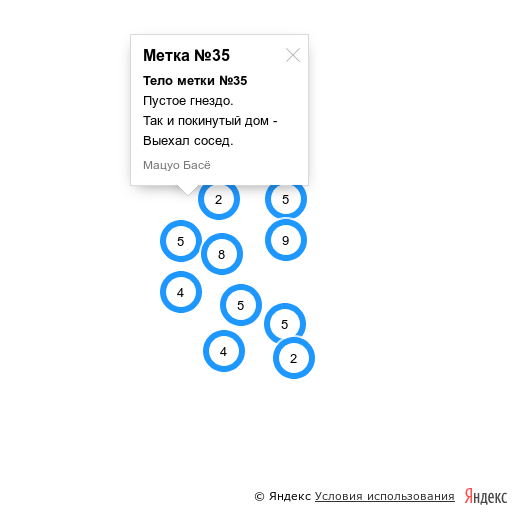 Метка №35
Тело метки №35
Пустое гнездо.
Так и покинутый дом -
Выехал сосед.
Мацуо Басё
2
5
5
8
9
4
5
5
4
2
© Яндекс Условия использования Яндекс